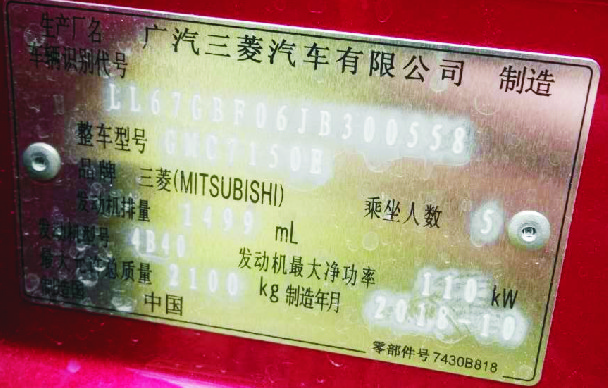 生产厂名 广汽三菱汽车有限公司 制造
车辆识别代号
LL67GBF06JB300558
整车型号 GMC7150E
品牌 三菱(MITSUBISHI) 乘坐人数 5
发动机排量 1499 mL
发动机型号 4B40 发动机最大净功率 110 kW
最大允许总质量 2100 kg 制造年月 2018-10
制造国 中国
零部件号 7430B818